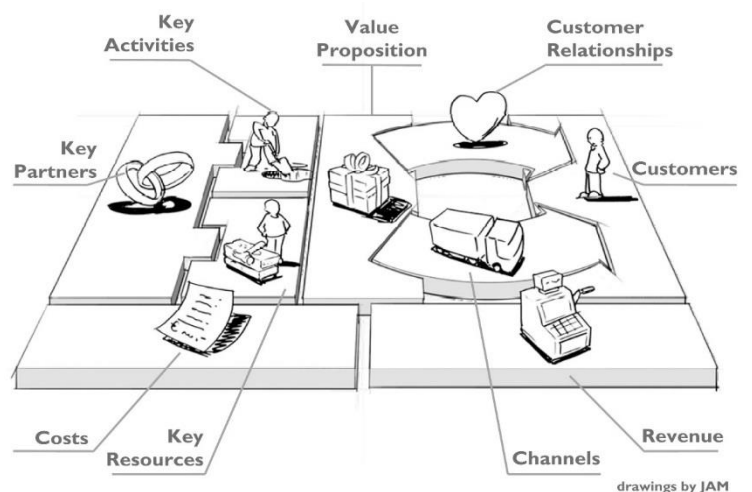 Key
Activities
Value
Proposition
Customer
Relationships
Key
Partners
Customers
Costs
Key
Resources
Channels
Revenue
drawings by JAM